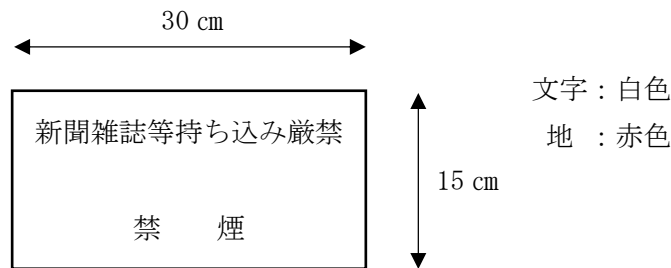 30 ㎝
文字：白色
新聞雑誌等持ち込み厳禁
地　：赤色
15 ㎝
禁　　煙